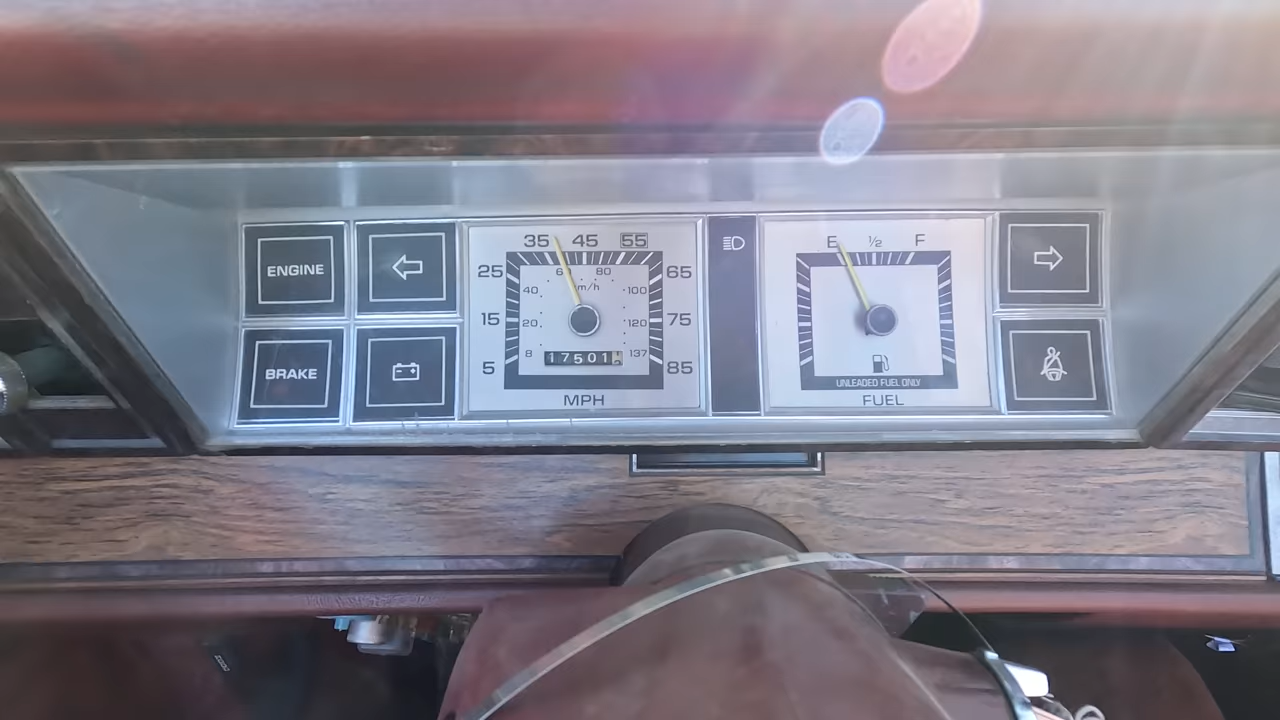 ENGINE
BRAKE
35 45 55
25 65
15 75
5 85
60 80
km/h
40 100
20 120
8 137
17501
MPH
E ½ F
UNLEADED FUEL ONLY
FUEL